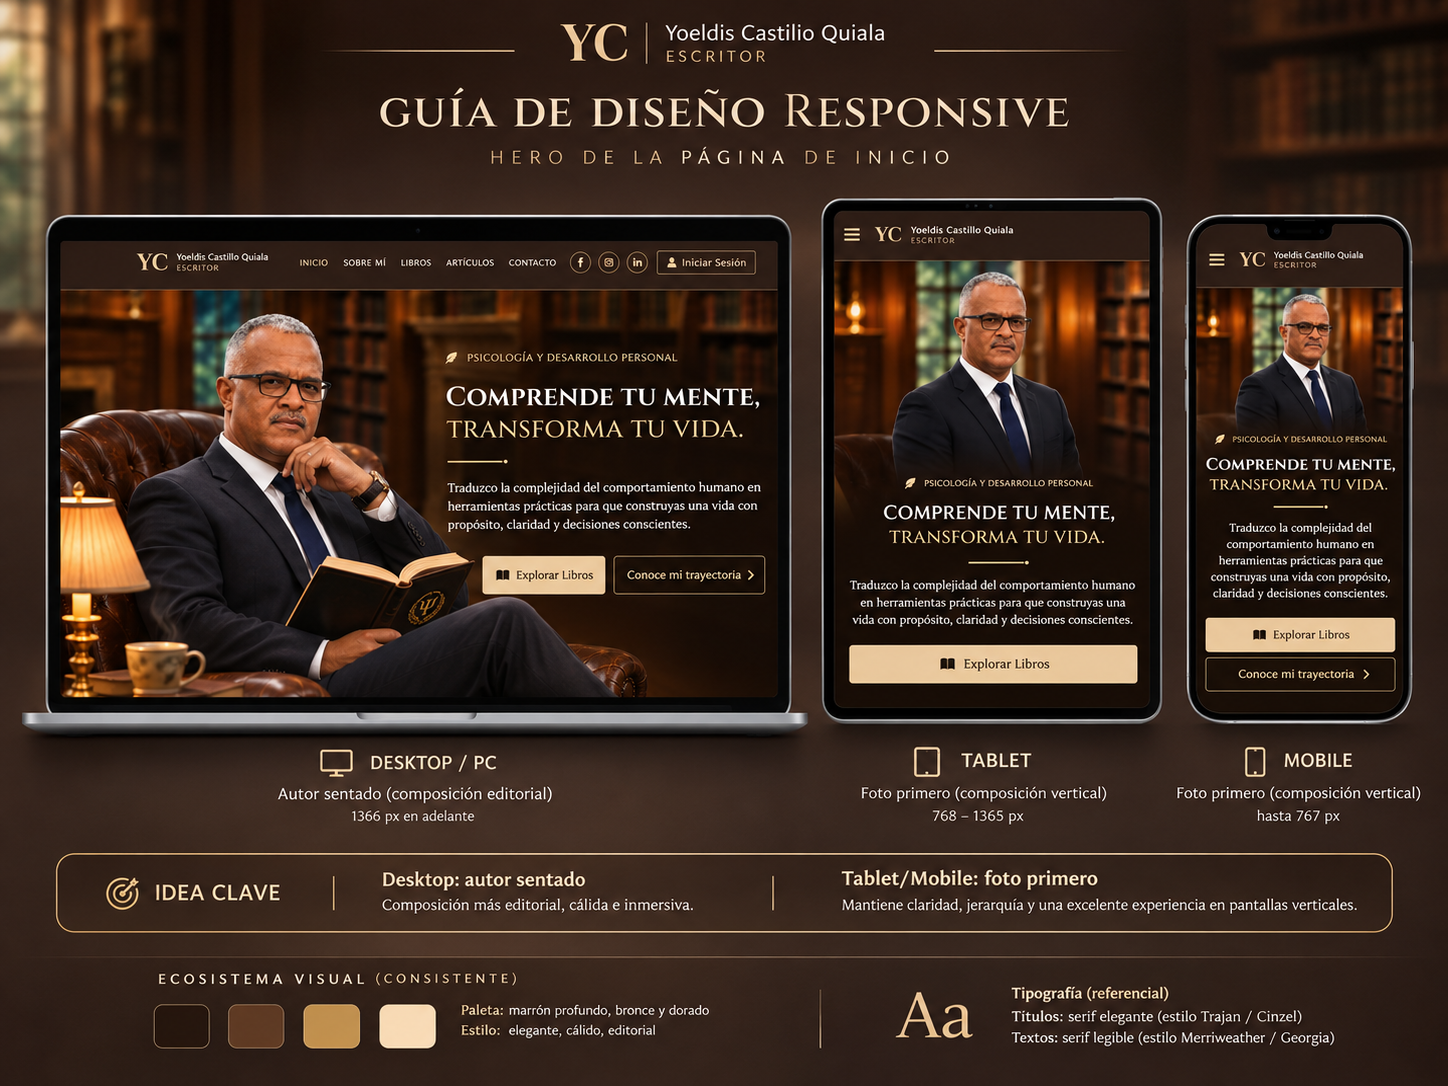 YC
Yoeldis Castilio Quiala
ESCRITOR
GUÍA DE DISEÑO RESPONSIVE
HERO DE LA PÁGINA DE INICIO
YC
Yoeldis Castillo Quiala
ESCRITOR
INICIO
SOBRE MÍ
LIBROS
ARTÍCULOS
CONTACTO
f
in
Iniciar Sesión
PSICOLOGÍA Y DESARROLLO PERSONAL
COMPRENDE TU MENTE,
TRANSFORMA TU VIDA.
Traduzco la complejidad del comportamiento humano en
herramientas prácticas para que construyas una vida con
propósito, claridad y decisiones conscientes.
Explorar Libros
Conoce mi trayectoria
Ψ
YC
Yoeldis Castillo Quiala
ESCRITOR
PSICOLOGÍA Y DESARROLLO PERSONAL
COMPRENDE TU MENTE,
TRANSFORMA TU VIDA.
Traduzco la complejidad del comportamiento humano
en herramientas prácticas para que construyas una
vida con propósito, claridad y decisiones conscientes.
Explorar Libros
YC
Yoeldis Castillo Quiala
ESCRITOR
PSICOLOGÍA Y DESARROLLO PERSONAL
COMPRENDE TU MENTE,
TRANSFORMA TU VIDA.
Traduzco la complejidad del
comportamiento humano en
herramientas prácticas para que
construyas una vida con propósito,
claridad y decisiones conscientes.
Explorar Libros
Conoce mi trayectoria
DESKTOP / PC
Autor sentado (composición editorial)
1366 px en adelante
TABLET
Foto primero (composición vertical)
768 – 1365 px
MOBILE
Foto primero (composición vertical)
hasta 767 px
IDEA CLAVE
Desktop: autor sentado
Composición más editorial, cálida e inmersiva.
Tablet/Mobile: foto primero
Mantiene claridad, jerarquía y una excelente experiencia en pantallas verticales.
ECOSISTEMA VISUAL (CONSISTENTE)
Paleta: marrón profundo, bronce y dorado
Estilo: elegante, cálido, editorial
Aa
Tipografía (referencial)
Títulos: serif elegante (estilo Trajan / Cinzel)
Textos: serif legible (estilo Merriweather / Georgia)